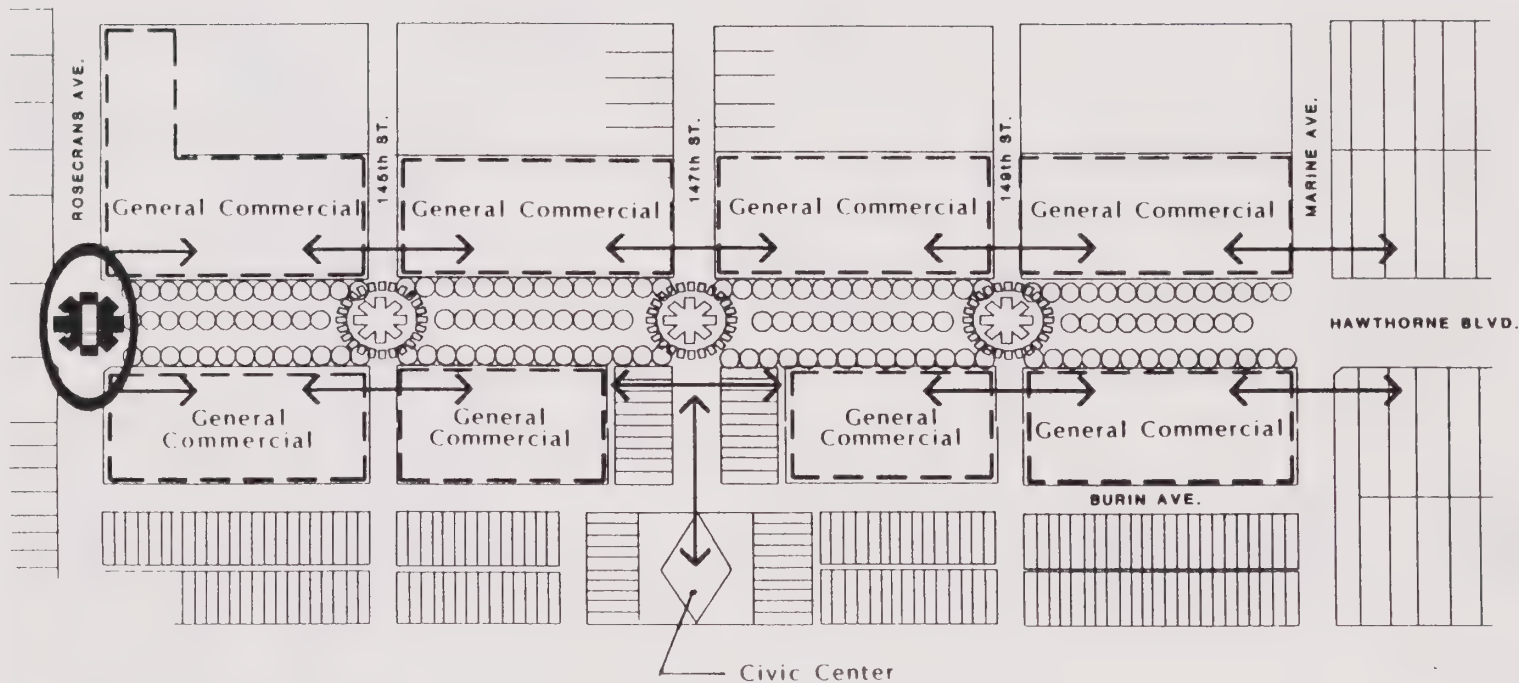 ROSECRANS AVE.
145th ST.
147th ST.
149th ST.
MARINE AVE.
General Commercial
General Commercial
General Commercial
General Commercial
HAWTHORNE BLVD.
General
Commercial
General
Commercial
General
Commercial
General Commercial
BURIN AVE.
Civic Center